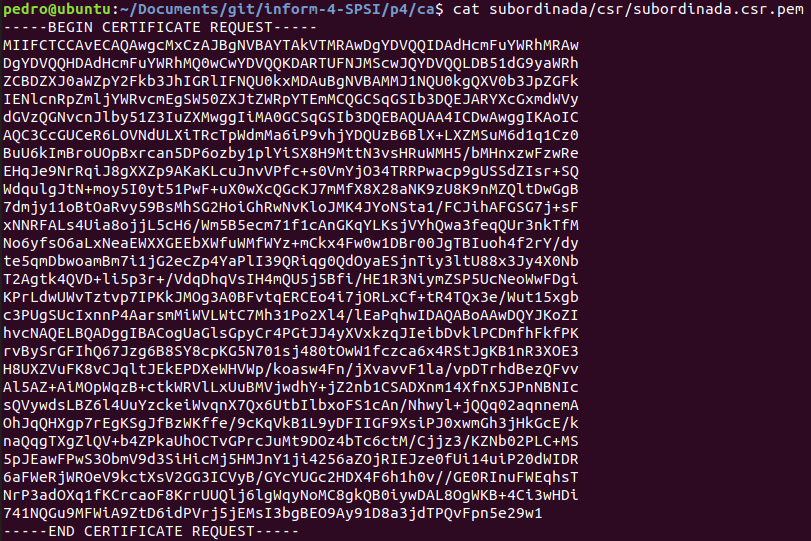 pedro@ubuntu:~/Documents/git/inform-4-SPSI/p4/ca$ cat subordinada/csr/subordinada.csr.pem
-----BEGIN CERTIFICATE REQUEST-----
MIIFCTCCAvECAQAwgcMxCzAJBgNVBAYTAkVTMRAwDgYDVQQIDAdHcmFuYWRhMRAw
DgYDVQQHDAdHcmFuYWRhMQ0wCwYDVQQKDARTUFNJMScwJQYDVQQLDB51dG9yaWRh
ZCBDZXJ0aWZpY2Fkb3JhIGRlIFNQU0kxMDAuBgNVBAMMJ1NQU0kgQXV0b3JpZGFk
IENlcnRpZmljYWRvcmEgSW50ZXJtZWRpYTEmMCQGCSqGSIb3DQEJARYXcGxmdWVy
dGVzQGNvcnJlby51Z3IuZXMwggIiMA0GCSqGSIb3DQEBAQUAA4ICDwAwggIKAoIC
AQC3CcGUCeR6LOVNdULXiTRcTpWdmMa6iP9vhjYDQUzB6BlX+LXZMSuM6d1q1Cz0
BuU6kImBroUOpBxrcan5DP6ozby1plYiSX8H9MttN3vsHRuWMH5/bMHnxzwFzwRe
EHqJe9NrRqiJ8gXXZp9AKaKLcuJnvVPfc+s0VmYjO34TRRPwacp9gUSSdZIsr+SQ
WdqulgJtN+moy5I0yt51PwF+uX0wXcQGcKJ7mMfX8X28aNK9zU8K9nMZQltDwGgB
7dmjy11oBtOaRvy59BsMhSG2HoiGhRwNvKloJMK4JYoNSta1/FCJihAFGSG7j+sF
xNNRFALs4Uia8ojjL5cH6/Wm5B5ecm71f1cAnGKqYLKsjVYhQwa3feqQUr3nkTfM
No6yfsO6aLxNeaEWXXGEEbXWfuWMfWYz+mCkx4Fw0w1DBr00JgTBIuoh4f2rY/dy
te5qmDbwoamBm7i1jG2ecZp4YaPlI39QRiqg0QdOyaESjnTiy3ltU88x3Jy4X0Nb
T2Agtk4QVD+li5p3r+/VdqDhqVsIH4mQU5j5Bfi/HE1R3NiymZSP5UcNeoWwFDgi
KPrLdwUWvTztvp7IPKkJMOg3A0BFvtqERCEo4i7jORLxCf+tR4TQx3e/Wut15xgb
c3PUgSUcIxnnP4AarsmMiWVLWtC7Mh31Po2Xl4/lEaPqhwIDAQABoAAwDQYJKoZI
hvcNAQELBQADggIBACogUaGlsGpyCr4PGtJJ4yXVxkzqJIeibDvklPCDmfhFkfPK
rvBySrGFIhQ67Jzg6B8SY8cpKG5N701sj480tOwW1fczca6x4RStJgKB1nR3XOE3
H8UXZVuFK8vCJqltJEkEPDXeWHVWp/koasw4Fn/jXvavvF1la/vpDTrhdBezQFvv
Al5AZ+AiMOpWqzB+ctkWRVlLxUuBMVjwdhY+jZ2nb1CSADXnm14XfnX5JPnNBNIc
sQVywdsLBZ6l4UuYzckeiWvqnX7Qx6UtbIlbxoFS1cAn/Nhwyl+jQQq02aqnnemA
OhJqQHXgp7rEgKSgJfBzWKffe/9cKqVkB1L9yDFIIGF9XsiPJ0xwmGh3jHkGcE/k
naQqgTXgZlQV+b4ZPkaUhOCTvGPrcJuMt9DOz4bTc6ctM/Cjjz3/KZNb02PLC+MS
5pJEawFPwS3ObmV9d3SiHicMj5HMJnY1ji4256aZOjRIEJze0fUi14uiP20dWIDR
6aFWeRjWROeV9kctXsV2GG3ICVyB/GYcYUGc2HDX4F6h1h0v//GE0RInuFWEqhsT
NrP3adOXq1fKCrcaoF8KrrUUQlj6lgWqyNoMC8gkQB0iywDAL8OgWKB+4Ci3wHDi
741NQGu9MFWiA9ZtD6idPVrj5jEMsI3bgBEO9Ay91D8a3jdTPQvFpn5e29w1
-----END CERTIFICATE REQUEST-----